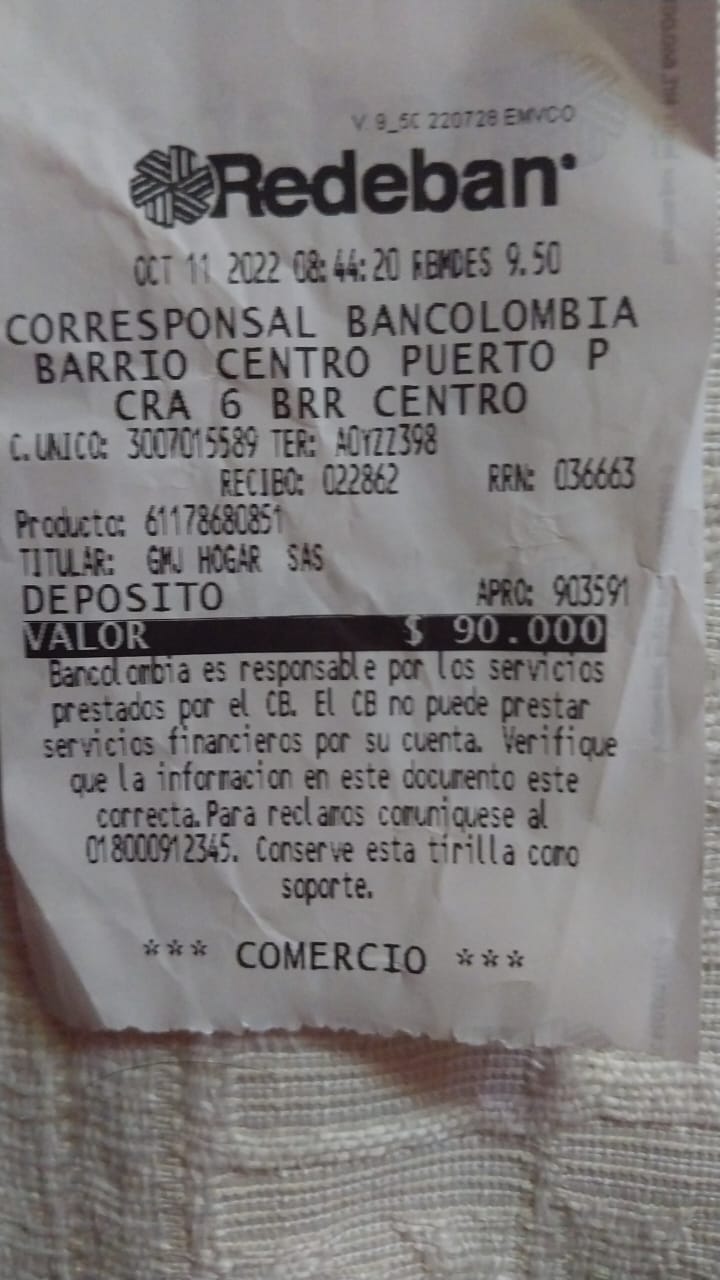 V. 9_50 220728 EMVCO
Redeban
OCT 11 2022 08:44:20 RBMDES 9.50
CORRESPONSAL BANCOLOMBIA
BARRIO CENTRO PUERTO P
CRA 6 BRR CENTRO
C.UNICO: 3007015589 TER: AOYZZ398
RECIBO: 022862 RRN: 036663
Producto: 61178680851
TITULAR: GMJ HOGAR SAS
DEPOSITO APRO: 903591
VALOR $ 90.000
Bancolombia es responsable por los servicios
prestados por el CB. El CB no puede prestar
servicios financieros por su cuenta. Verifique
que la informacion en este documento este
correcta. Para reclamos comuniquese al
018000912345. Conserve esta tirilla como
soporte.
*** COMERCIO ***